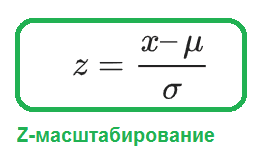 z = x – μ / σ
Z-масштабирование